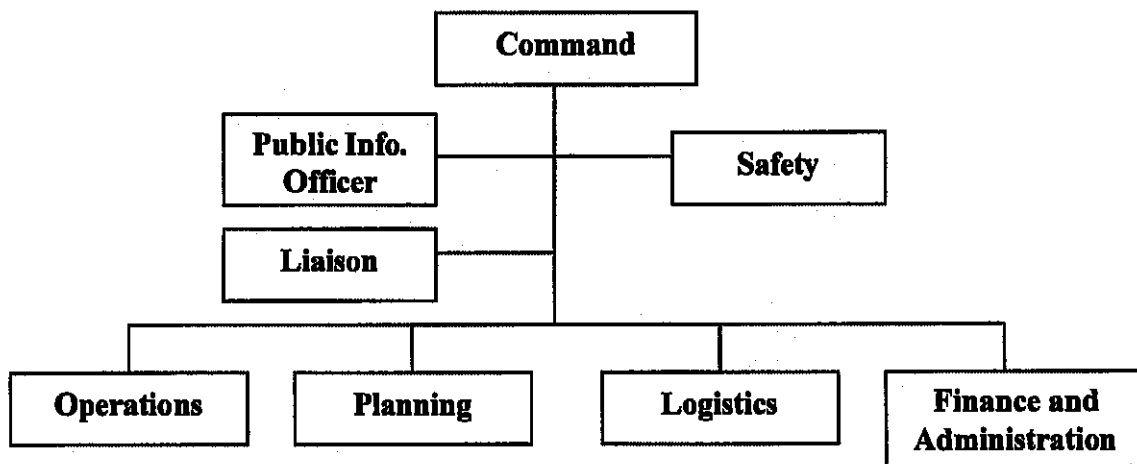 Command
Public Info.
Officer
Safety
Liaison
Operations
Planning
Logistics
Finance and
Administration